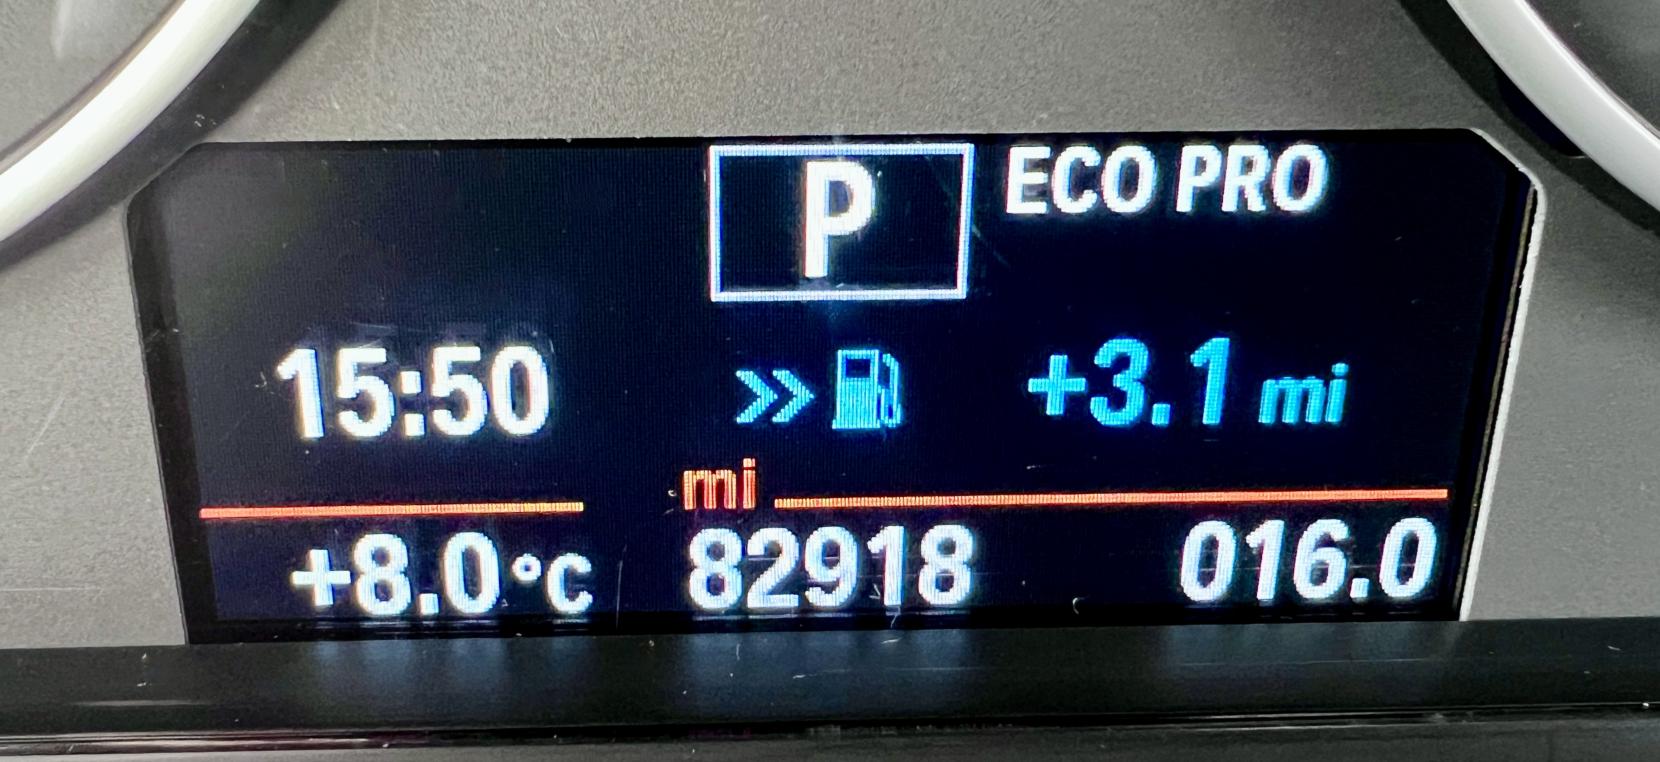 P ECO PRO
15:50 +3.1 mi
mi
+8.0 °C 82918 016.0